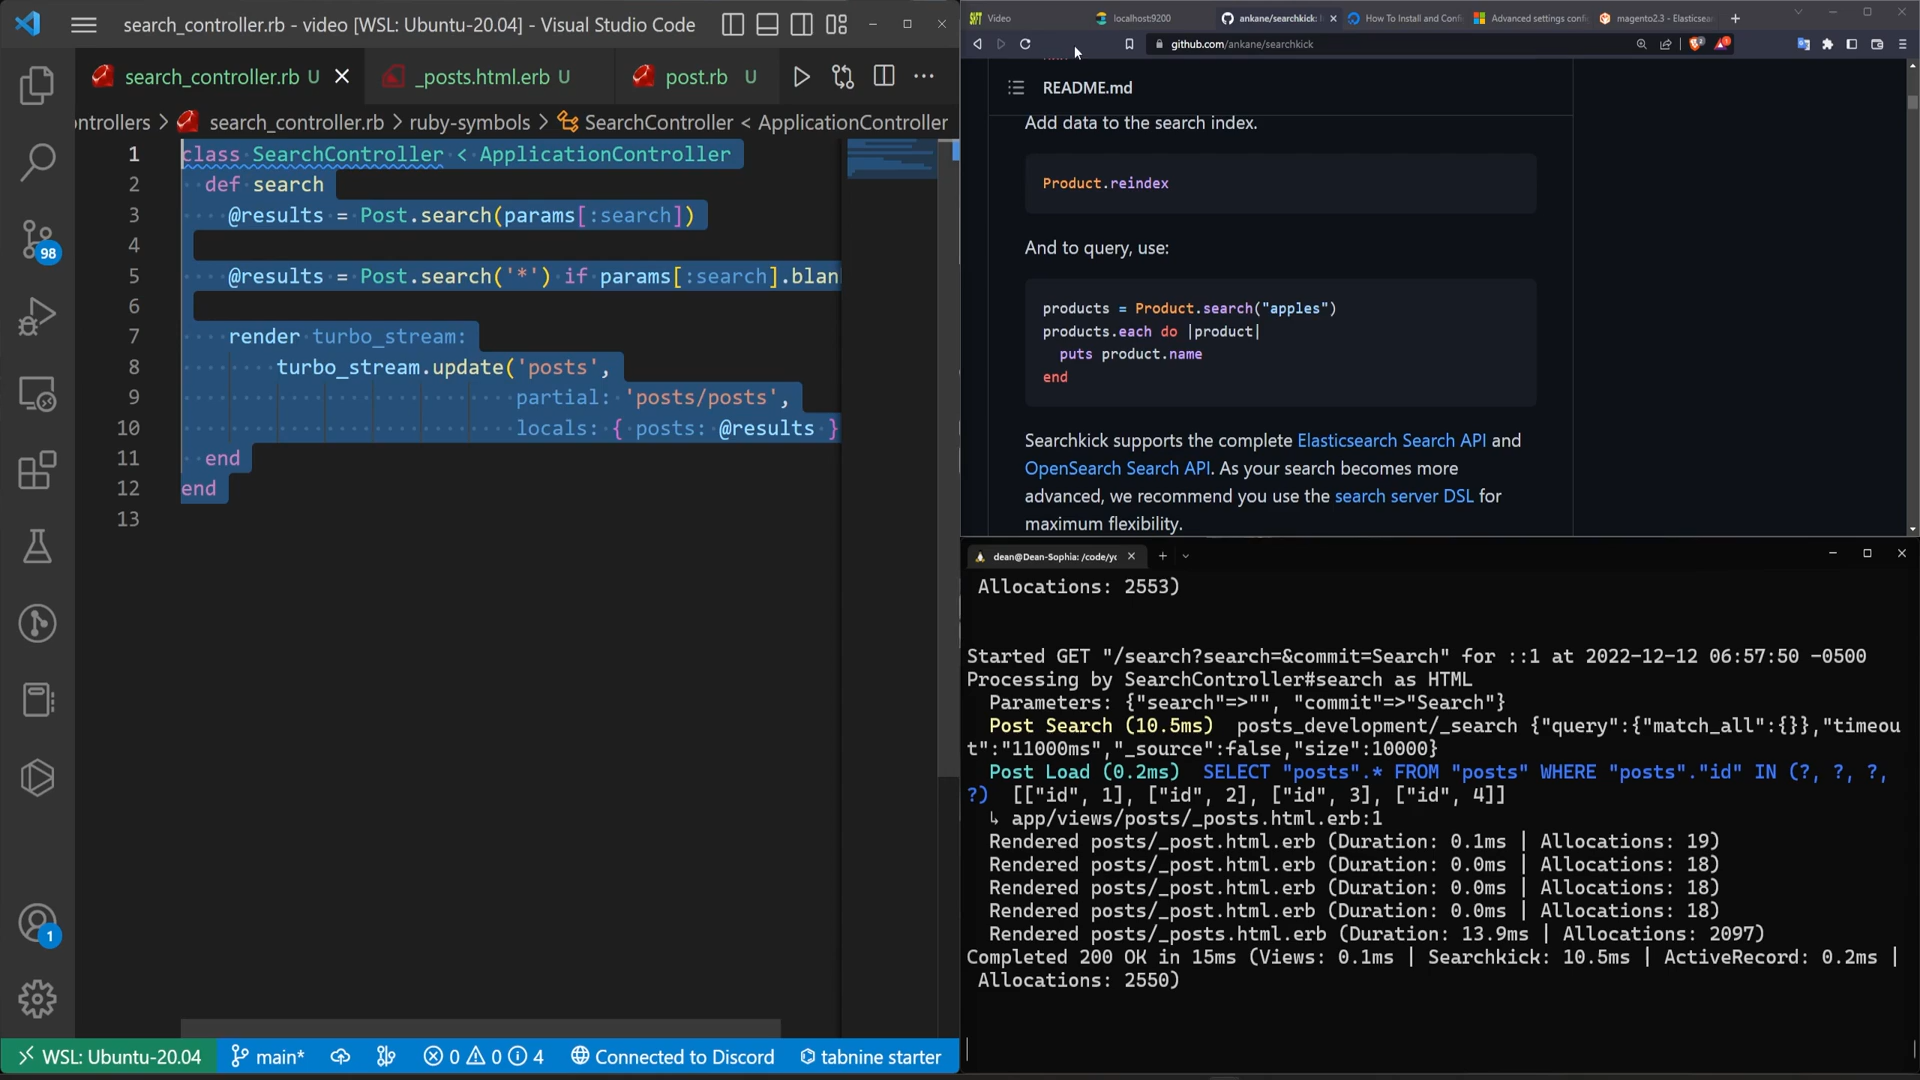 search_controller.rb - video [WSL: Ubuntu-20.04] - Visual Studio Code
search_controller.rb U
_posts.html.erb U
post.rb U
ntrollers > search_controller.rb > ruby-symbols > SearchController < ApplicationController
1 class SearchController < ApplicationController
2 def search
3 @results = Post.search(params[:search])
4
5 @results = Post.search('*') if params[:search].blan
6
7 render turbo_stream:
8 turbo_stream.update('posts',
9 partial: 'posts/posts',
10 locals: { posts: @results }
11 end
12 end
13
98
1
WSL: Ubuntu-20.04 main* 0 0 4 Connected to Discord tabnine starter
Video
localhost:9200
ankane/searchkick:
How To Install and Conf
Advanced settings confi
magento2.3 - Elasticsea
github.com/ankane/searchkick
README.md
Add data to the search index.
Product.reindex
And to query, use:
products = Product.search("apples")
products.each do |product|
puts product.name
end
Searchkick supports the complete Elasticsearch Search API and
OpenSearch Search API. As your search becomes more
advanced, we recommend you use the search server DSL for
maximum flexibility.
dean@Dean-Sophia: /code/yc
Allocations: 2553)
Started GET "/search?search=&commit=Search" for ::1 at 2022-12-12 06:57:50 -0500
Processing by SearchController#search as HTML
Parameters: {"search"=>"", "commit"=>"Search"}
Post Search (10.5ms) posts_development/_search {"query":{"match_all":{}},"timeou
t":"11000ms","_source":false,"size":10000}
Post Load (0.2ms) SELECT "posts".* FROM "posts" WHERE "posts"."id" IN (?, ?, ?,
?) [["id", 1], ["id", 2], ["id", 3], ["id", 4]]
↳ app/views/posts/_posts.html.erb:1
Rendered posts/_post.html.erb (Duration: 0.1ms | Allocations: 19)
Rendered posts/_post.html.erb (Duration: 0.0ms | Allocations: 18)
Rendered posts/_post.html.erb (Duration: 0.0ms | Allocations: 18)
Rendered posts/_post.html.erb (Duration: 0.0ms | Allocations: 18)
Rendered posts/_posts.html.erb (Duration: 13.9ms | Allocations: 2097)
Completed 200 OK in 15ms (Views: 0.1ms | Searchkick: 10.5ms | ActiveRecord: 0.2ms |
Allocations: 2550)